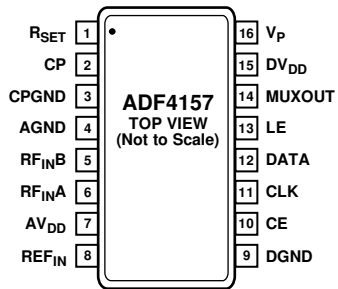 RSET 1 16 VP
CP 2 15 DVDD
CPGND 3 14 MUXOUT
ADF4157
AGND 4 TOP VIEW 13 LE
(Not to Scale)
RFINB 5 12 DATA
RFINA 6 11 CLK
AVDD 7 10 CE
REFIN 8 9 DGND